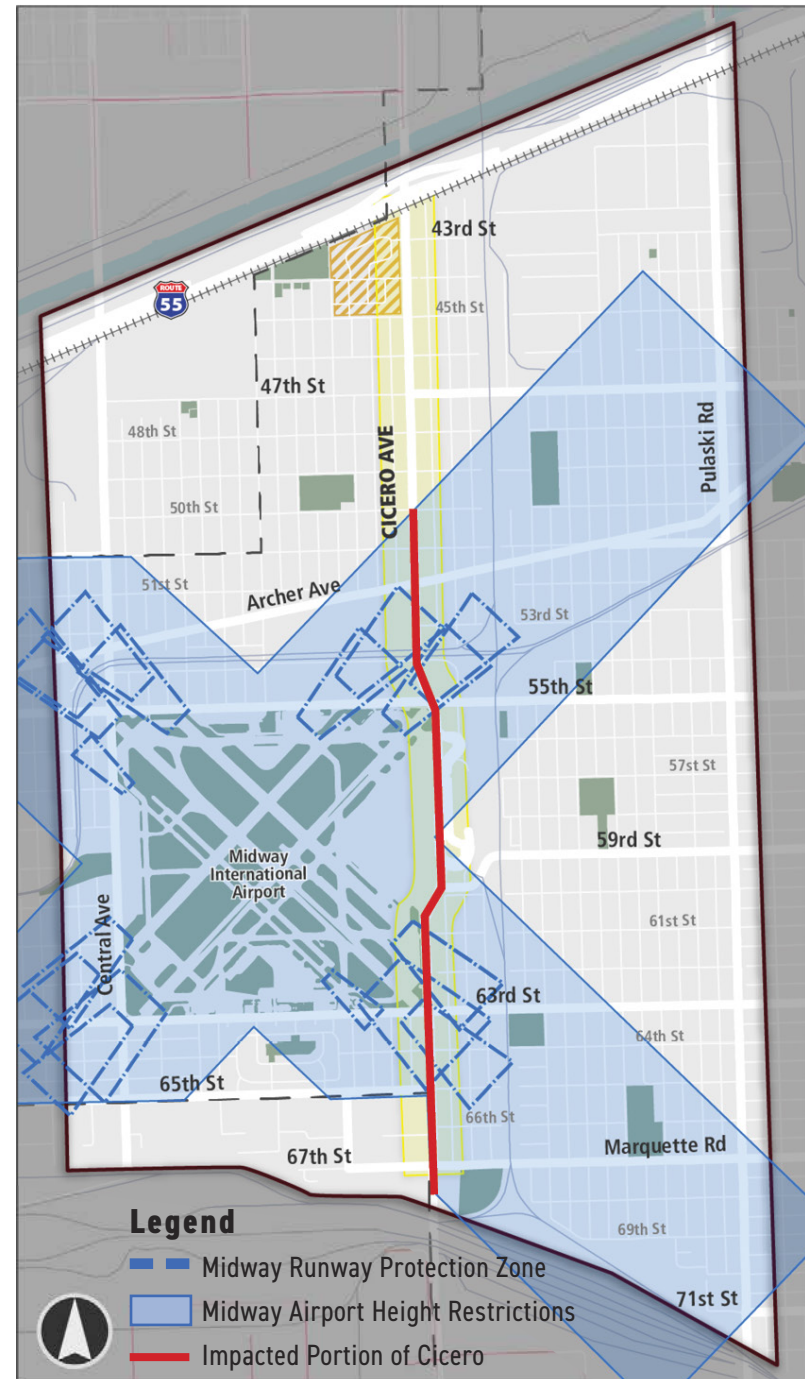 43rd St
ROUTE
55
45th St
47th St
48th St
CICERO AVE
Pulaski Rd
50th St
51st St
Archer Ave
53rd St
55th St
57th St
59rd St
Midway
International
Airport
Central Ave
61st St
63rd St
64th St
65th St
66th St
67th St
Marquette Rd
69th St
71st St
Legend
Midway Runway Protection Zone
Midway Airport Height Restrictions
Impacted Portion of Cicero